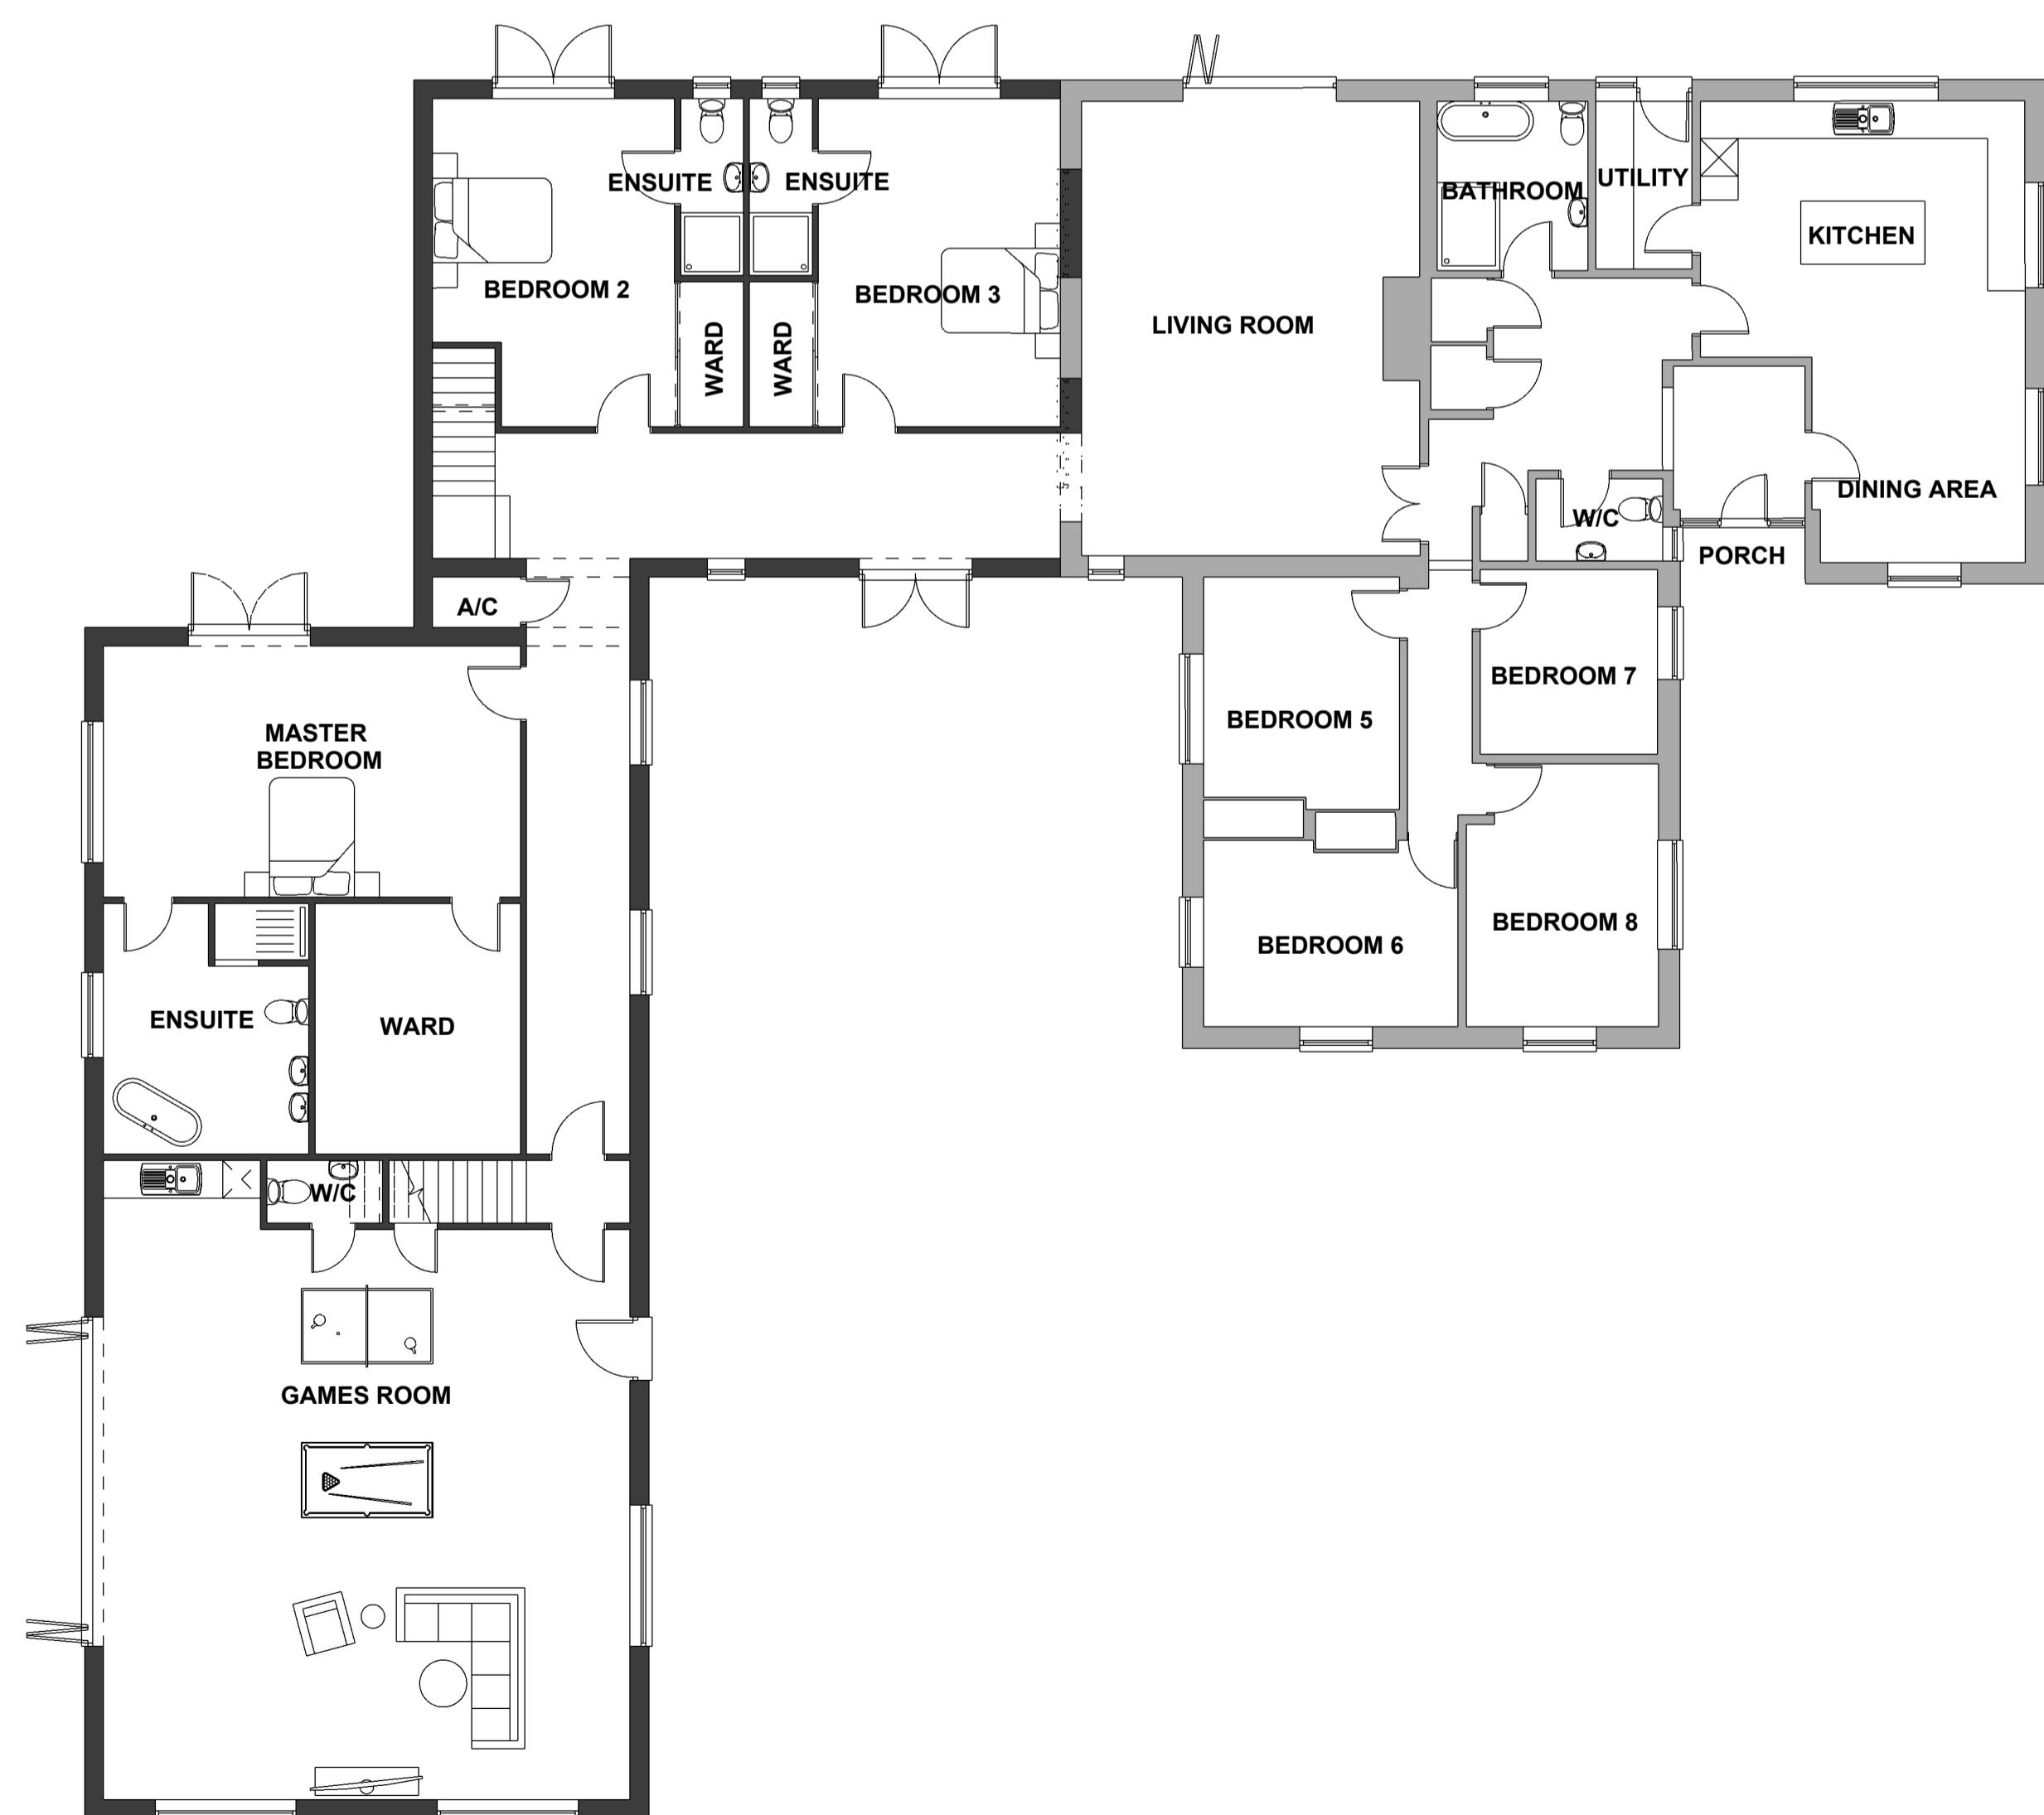 ENSUITE
ENSUITE
BATHROOM
UTILITY
KITCHEN
BEDROOM 2
BEDROOM 3
LIVING ROOM
WARD
WARD
DINING AREA
W/C
PORCH
A/C
BEDROOM 7
BEDROOM 5
MASTER
BEDROOM
BEDROOM 8
BEDROOM 6
ENSUITE
WARD
W/C
GAMES ROOM